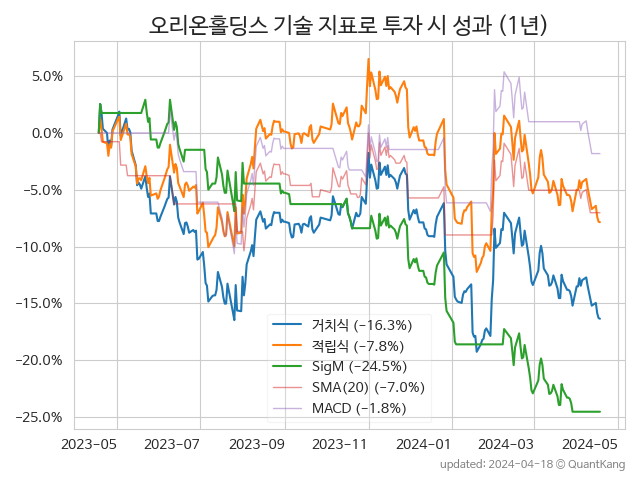 오리온홀딩스 기술 지표로 투자 시 성과 (1년)
5.0%
0.0%
−5.0%
−10.0%
−15.0%
−20.0%
−25.0%
거치식 (−16.3%)
적립식 (−7.8%)
SigM (−24.5%)
SMA(20) (−7.0%)
MACD (−1.8%)
2023-05 2023-07 2023-09 2023-11 2024-01 2024-03 2024-05
updated: 2024-04-18 @ QuantKang